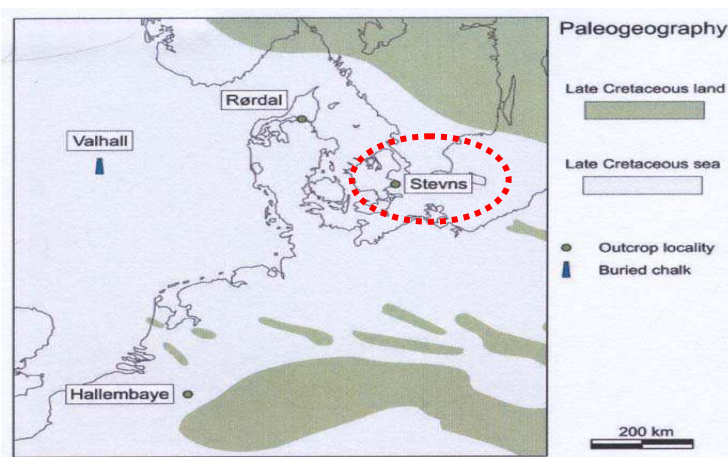 Paleogeography
Late Cretaceous land
Rørdal
Valhall
Late Cretaceous sea
Stevns
Outcrop locality
Buried chalk
Hallembaye
200 km